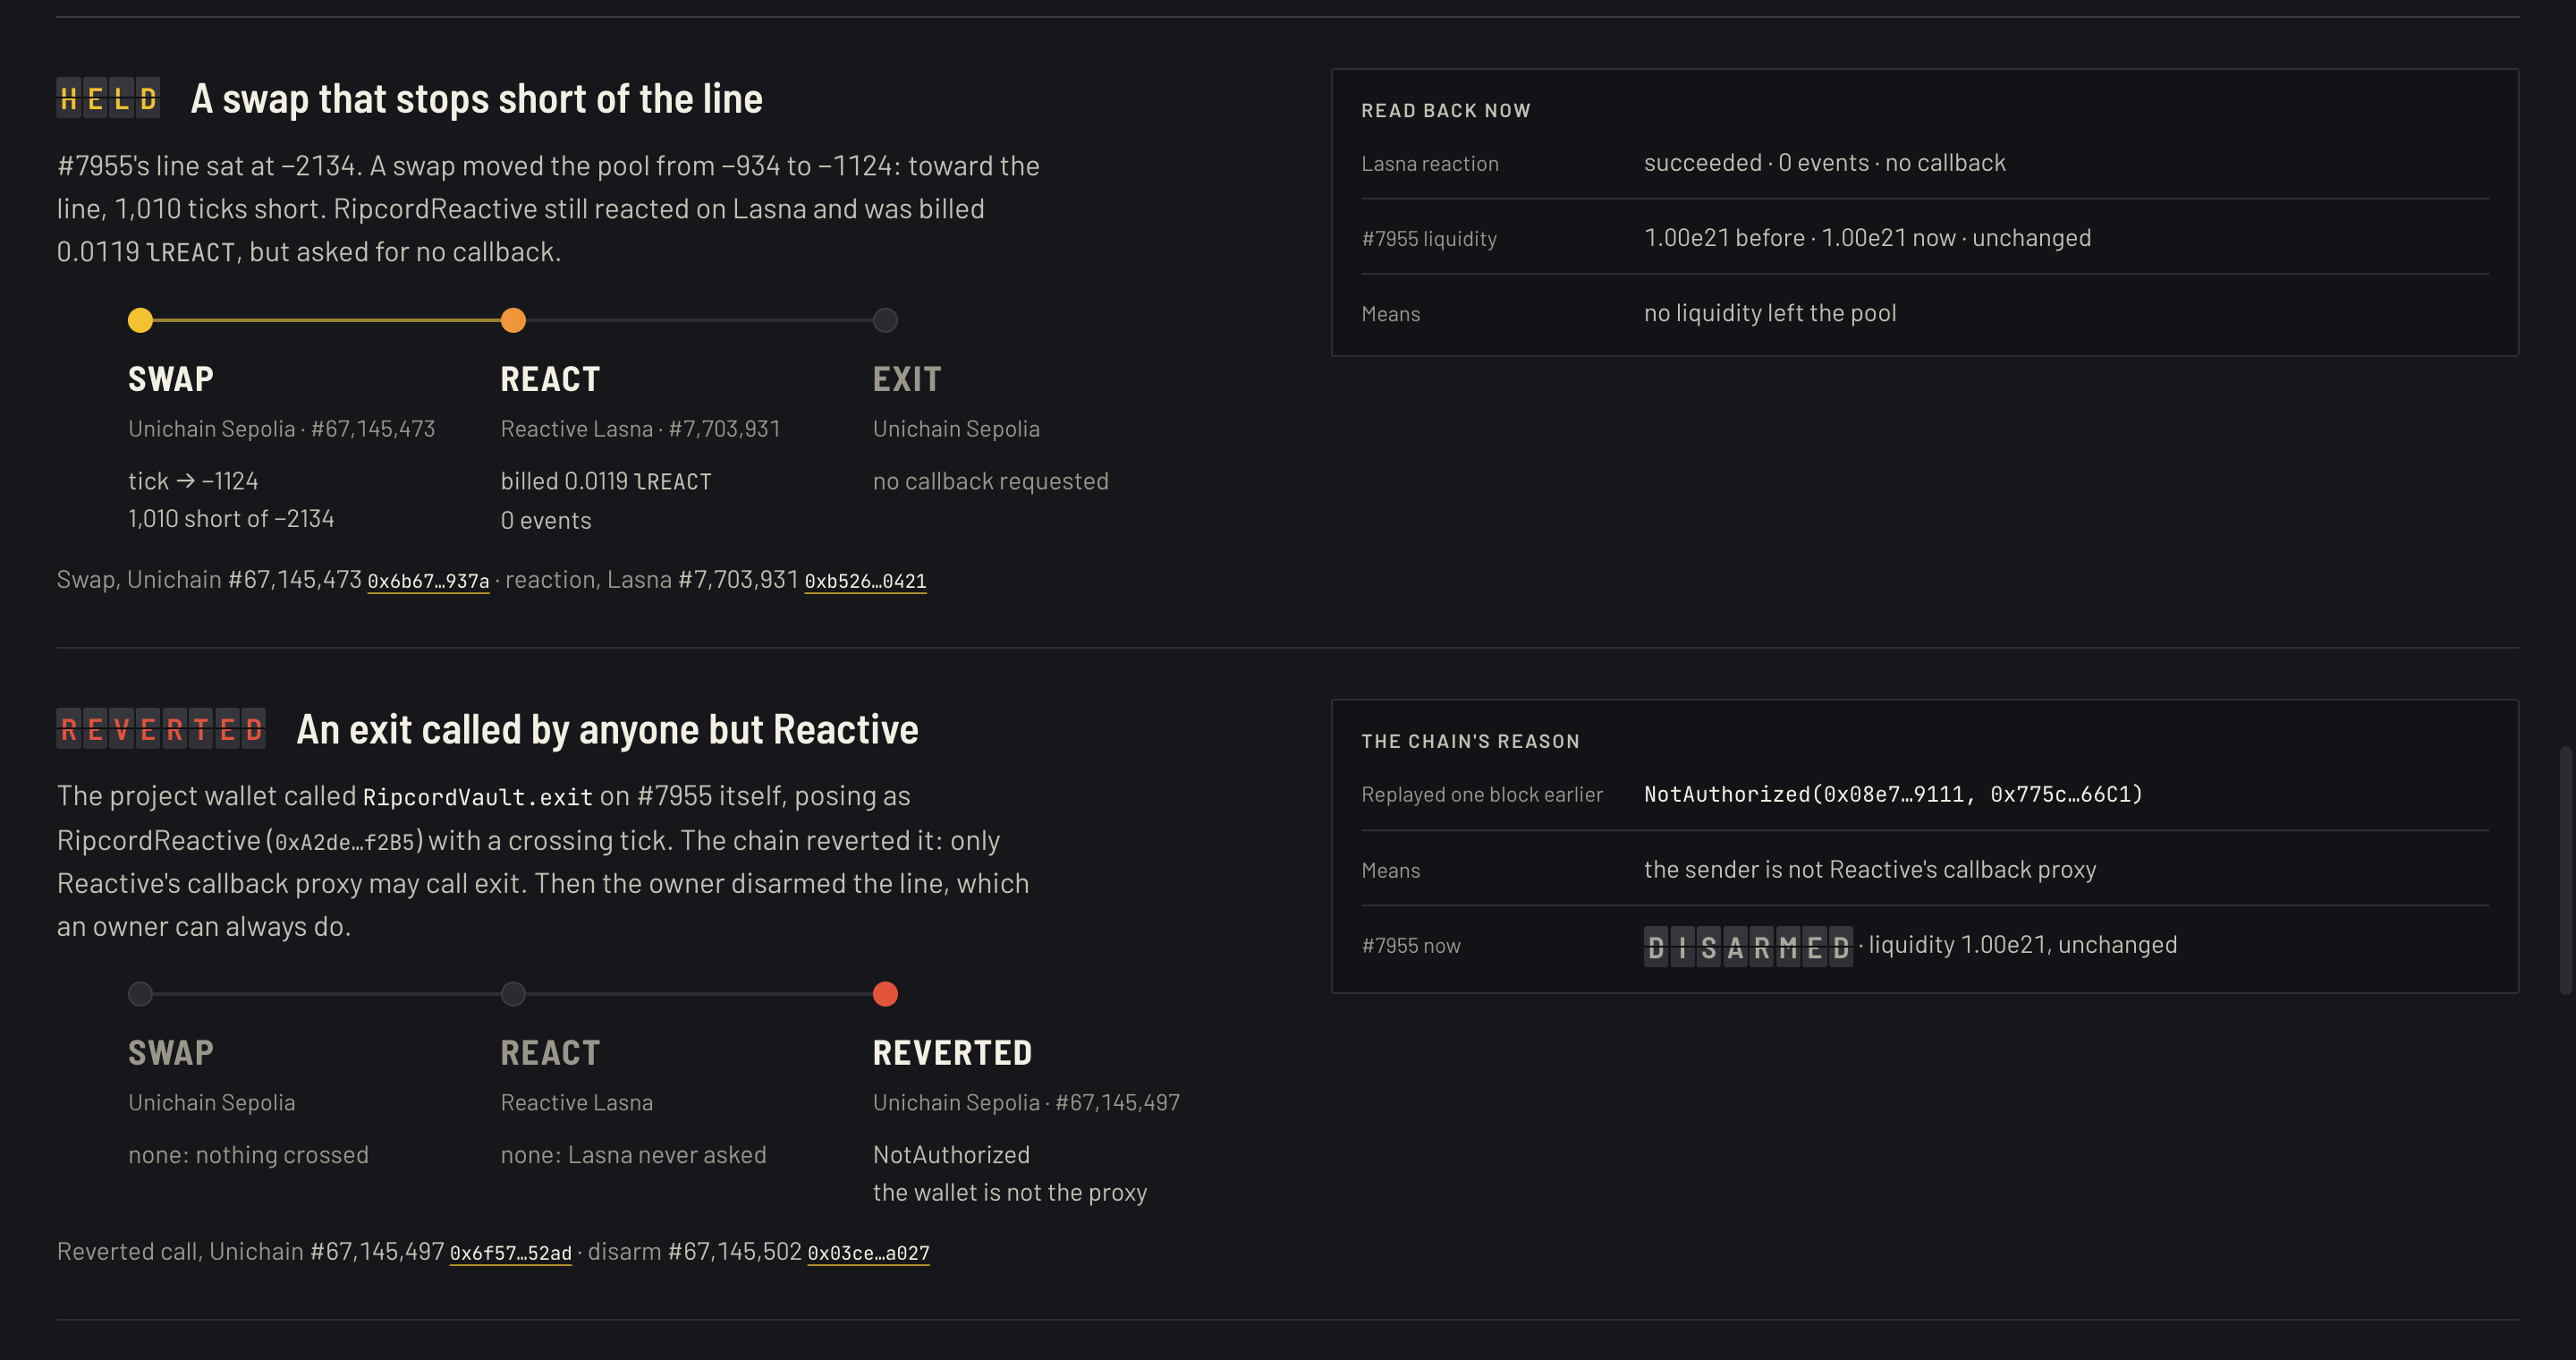 HELD A swap that stops short of the line
#7955's line sat at −2134. A swap moved the pool from −934 to −1124: toward the
line, 1,010 ticks short. RipcordReactive still reacted on Lasna and was billed
0.0119 lREACT, but asked for no callback.
SWAP
Unichain Sepolia · #67,145,473
tick → −1124
1,010 short of −2134
REACT
Reactive Lasna · #7,703,931
billed 0.0119 lREACT
0 events
EXIT
Unichain Sepolia
no callback requested
Swap, Unichain #67,145,473 0x6b67…937a · reaction, Lasna #7,703,931 0xb526…0421
READ BACK NOW
Lasna reaction succeeded · 0 events · no callback
#7955 liquidity 1.00e21 before · 1.00e21 now · unchanged
Means no liquidity left the pool
REVERTED An exit called by anyone but Reactive
The project wallet called RipcordVault.exit on #7955 itself, posing as
RipcordReactive (0xA2de…f2B5) with a crossing tick. The chain reverted it: only
Reactive's callback proxy may call exit. Then the owner disarmed the line, which
an owner can always do.
SWAP
Unichain Sepolia
none: nothing crossed
REACT
Reactive Lasna
none: Lasna never asked
REVERTED
Unichain Sepolia · #67,145,497
NotAuthorized
the wallet is not the proxy
Reverted call, Unichain #67,145,497 0x6f57…52ad · disarm #67,145,502 0x03ce…a027
THE CHAIN'S REASON
Replayed one block earlier NotAuthorized(0x08e7…9111, 0x775c…66C1)
Means the sender is not Reactive's callback proxy
#7955 now DISARMED · liquidity 1.00e21, unchanged